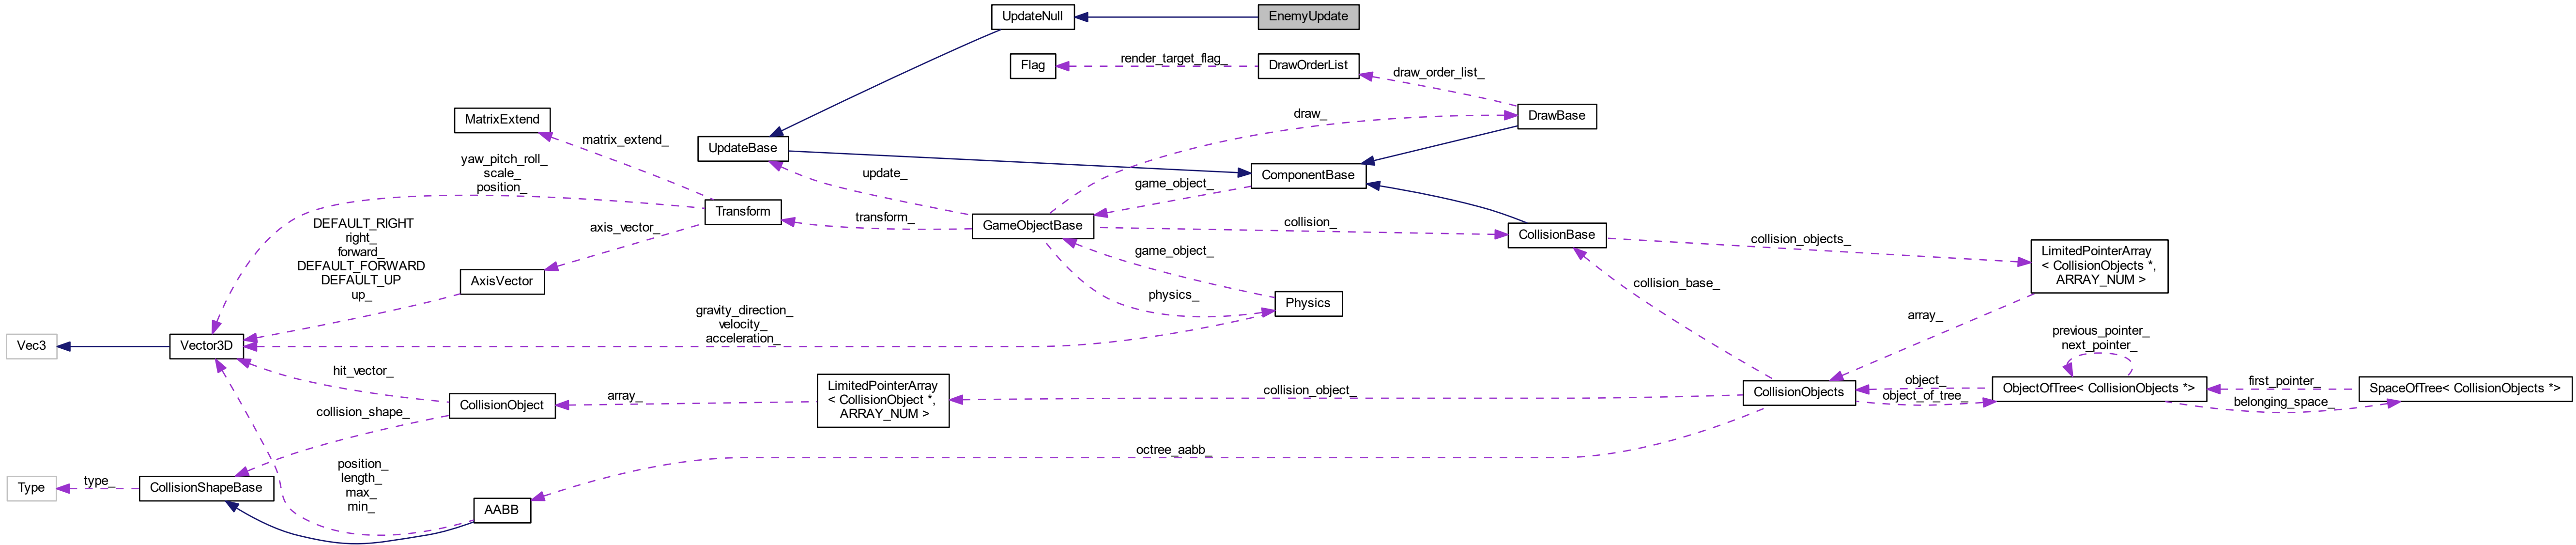 UpdateNull
EnemyUpdate
Flag
render_target_flag_
DrawOrderList
draw_order_list_
MatrixExtend
matrix_extend_
draw_
DrawBase
UpdateBase
yaw_pitch_roll_
scale_
position_
update_
ComponentBase
game_object_
Transform
transform_
GameObjectBase
collision_
CollisionBase
collision_objects_
LimitedPointerArray
< CollisionObjects *,
ARRAY_NUM >
DEFAULT_RIGHT
right_
forward_
DEFAULT_FORWARD
DEFAULT_UP
up_
axis_vector_
AxisVector
game_object_
physics_
Physics
collision_base_
gravity_direction_
velocity_
acceleration_
array_
Vec3
Vector3D
previous_pointer_
next_pointer_
hit_vector_
collision_shape_
CollisionObject
array_
LimitedPointerArray
< CollisionObject *,
ARRAY_NUM >
collision_object_
CollisionObjects
object_
object_of_tree_
ObjectOfTree< CollisionObjects *>
first_pointer_
belonging_space_
SpaceOfTree< CollisionObjects *>
octree_aabb_
Type
type_
CollisionShapeBase
position_
length_
max_
min_
AABB